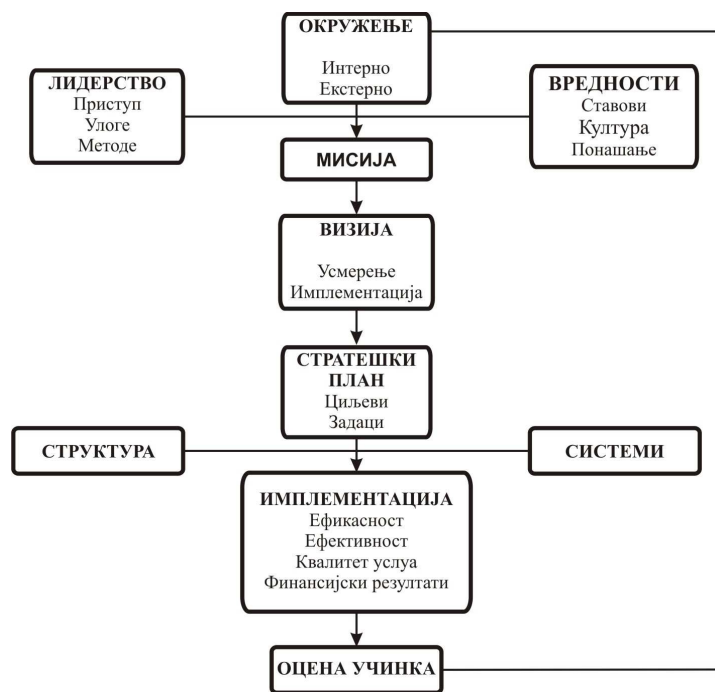 ОКРУЖЕЊЕ
Интерно
Екстерно
ЛИДЕРСТВО
Приступ
Улоге
Методе
ВРЕДНОСТИ
Ставови
Култура
Понашање
МИСИЈА
ВИЗИЈА
Усмерење
Имплементација
СТРАТЕШКИ
ПЛАН
Циљеви
Задаци
СТРУКТУРА
СИСТЕМИ
ИМПЛЕМЕНТАЦИЈА
Ефикасност
Ефективност
Квалитет услуа
Финансијски резултати
ОЦЕНА УЧИНКА